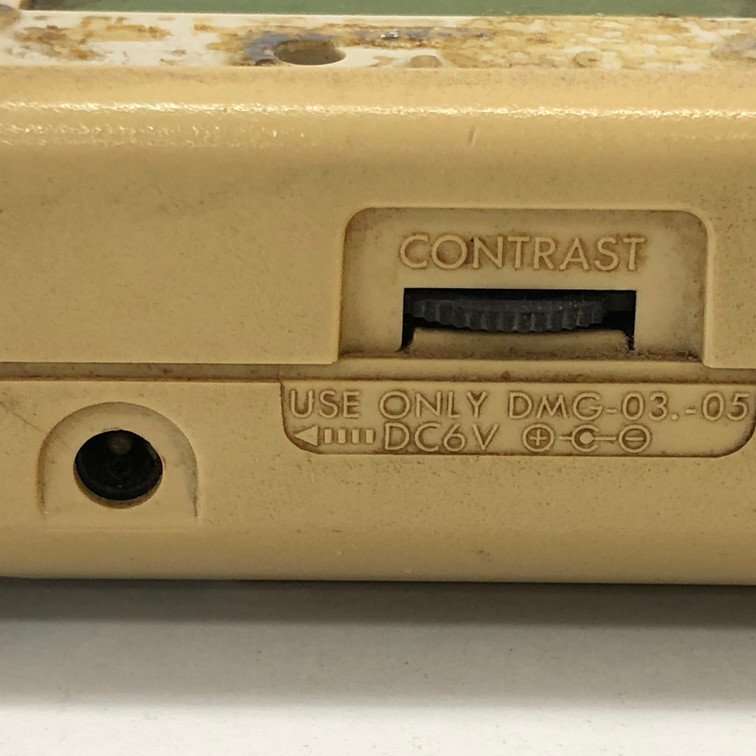 CONTRAST
USE ONLY DMG-03.-05
DC6V